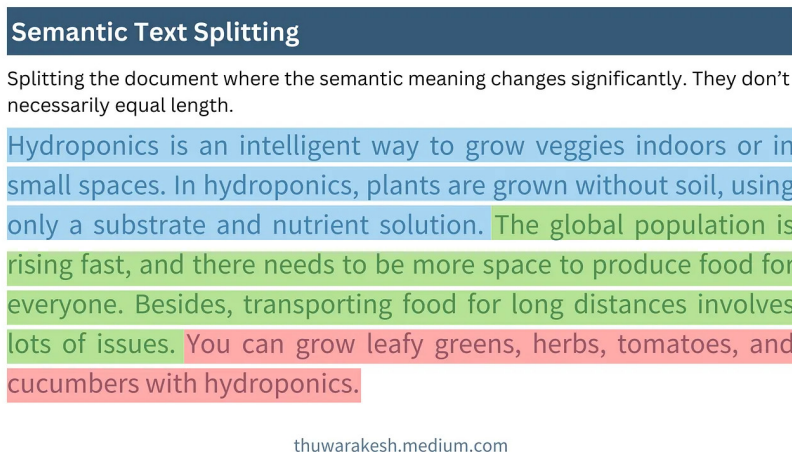 Semantic Text Splitting
Splitting the document where the semantic meaning changes significantly. They don’t
necessarily equal length.
Hydroponics is an intelligent way to grow veggies indoors or in
small spaces. In hydroponics, plants are grown without soil, using
only a substrate and nutrient solution. The global population is
rising fast, and there needs to be more space to produce food for
everyone. Besides, transporting food for long distances involves
lots of issues. You can grow leafy greens, herbs, tomatoes, and
cucumbers with hydroponics.
thuwarakesh.medium.com